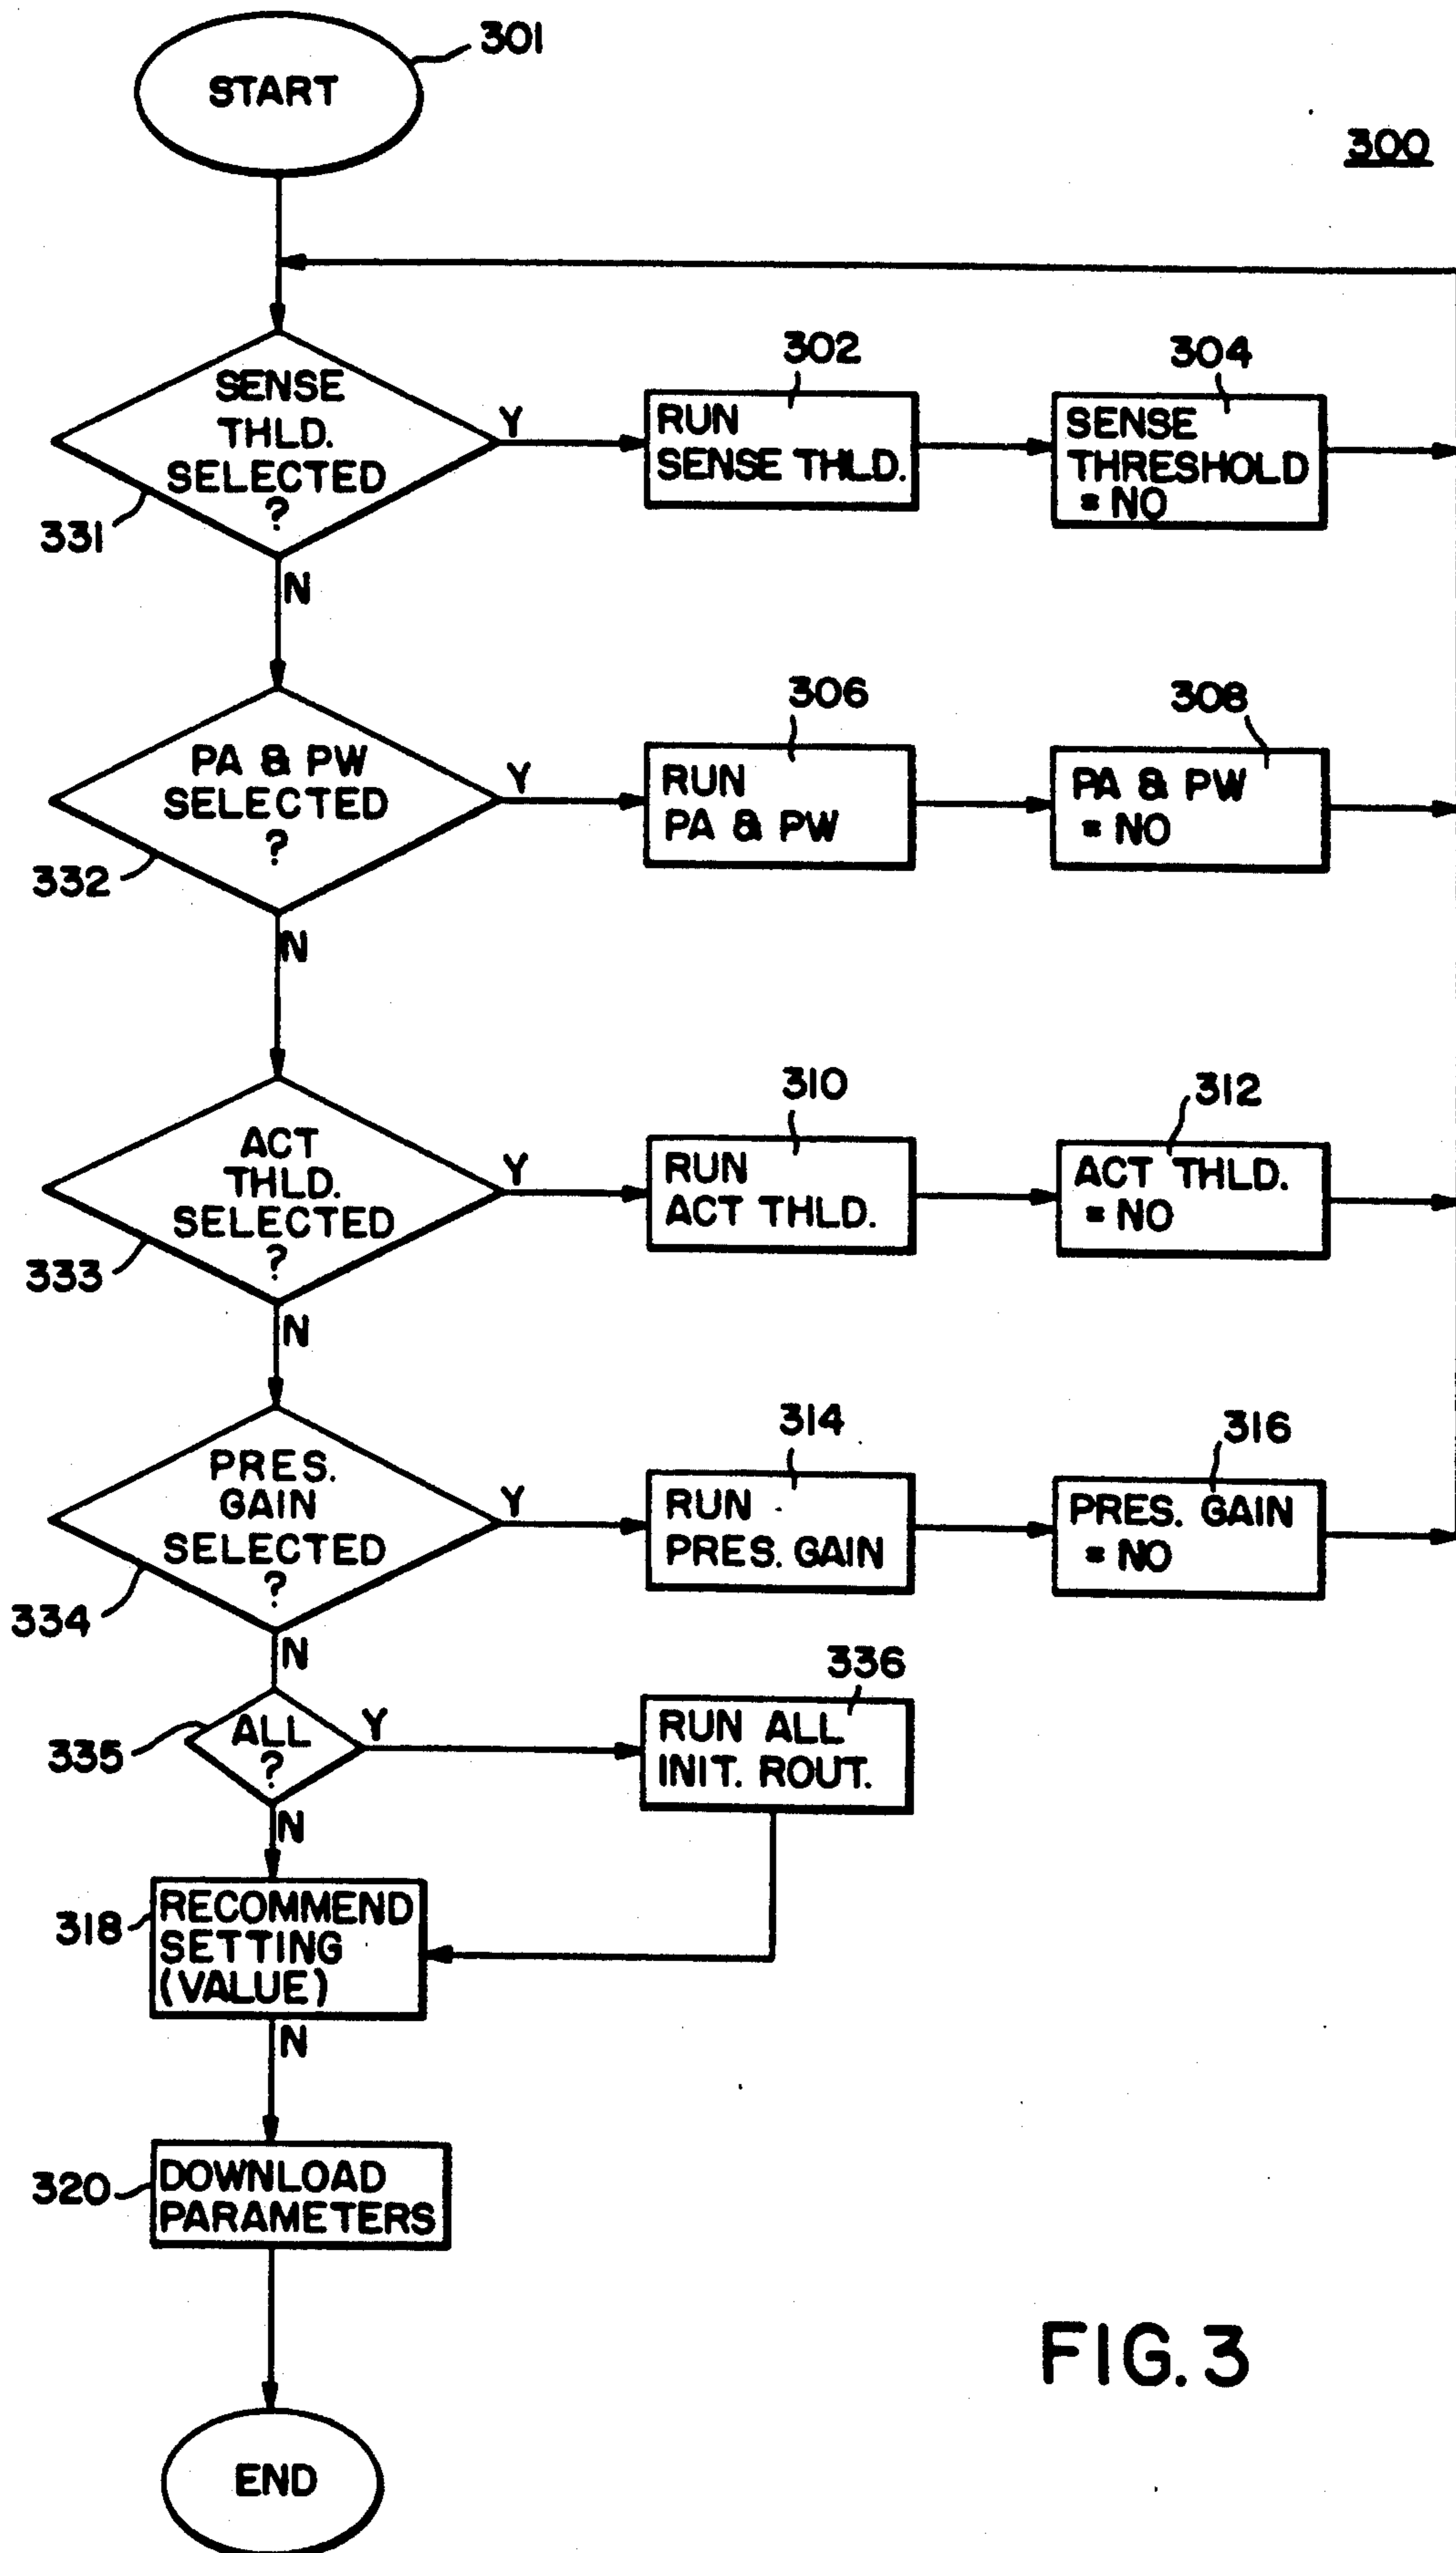 301
START
300
SENSE
THLD.
SELECTED
?
331
Y
N
302
RUN
SENSE THLD.
304
SENSE
THRESHOLD
= NO
PA & PW
SELECTED
?
332
Y
N
306
RUN
PA & PW
308
PA & PW
= NO
ACT
THLD.
SELECTED
?
333
Y
N
310
RUN
ACT THLD.
312
ACT THLD.
= NO
PRES.
GAIN
SELECTED
?
334
Y
N
314
RUN
PRES. GAIN
316
PRES. GAIN
= NO
335
ALL
?
Y
N
336
RUN ALL
INIT. ROUT.
318
RECOMMEND
SETTING
(VALUE)
N
320
DOWNLOAD
PARAMETERS
END
FIG. 3